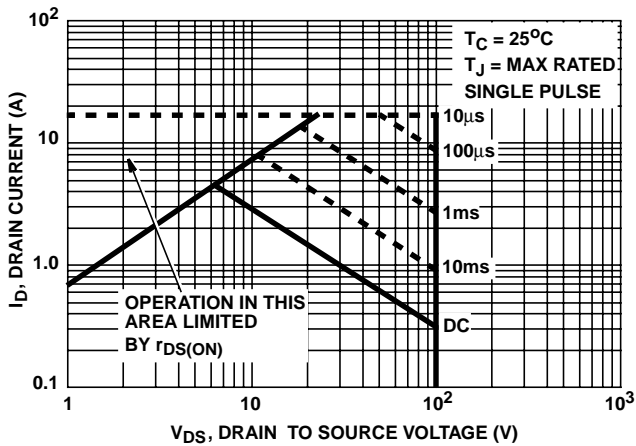 10²
10
1.0
0.1
I_D, DRAIN CURRENT (A)
T_C = 25°C
T_J = MAX RATED
SINGLE PULSE
10μs
100μs
1ms
10ms
DC
OPERATION IN THIS
AREA LIMITED
BY r_DS(ON)
1
10
10²
10³
V_DS, DRAIN TO SOURCE VOLTAGE (V)